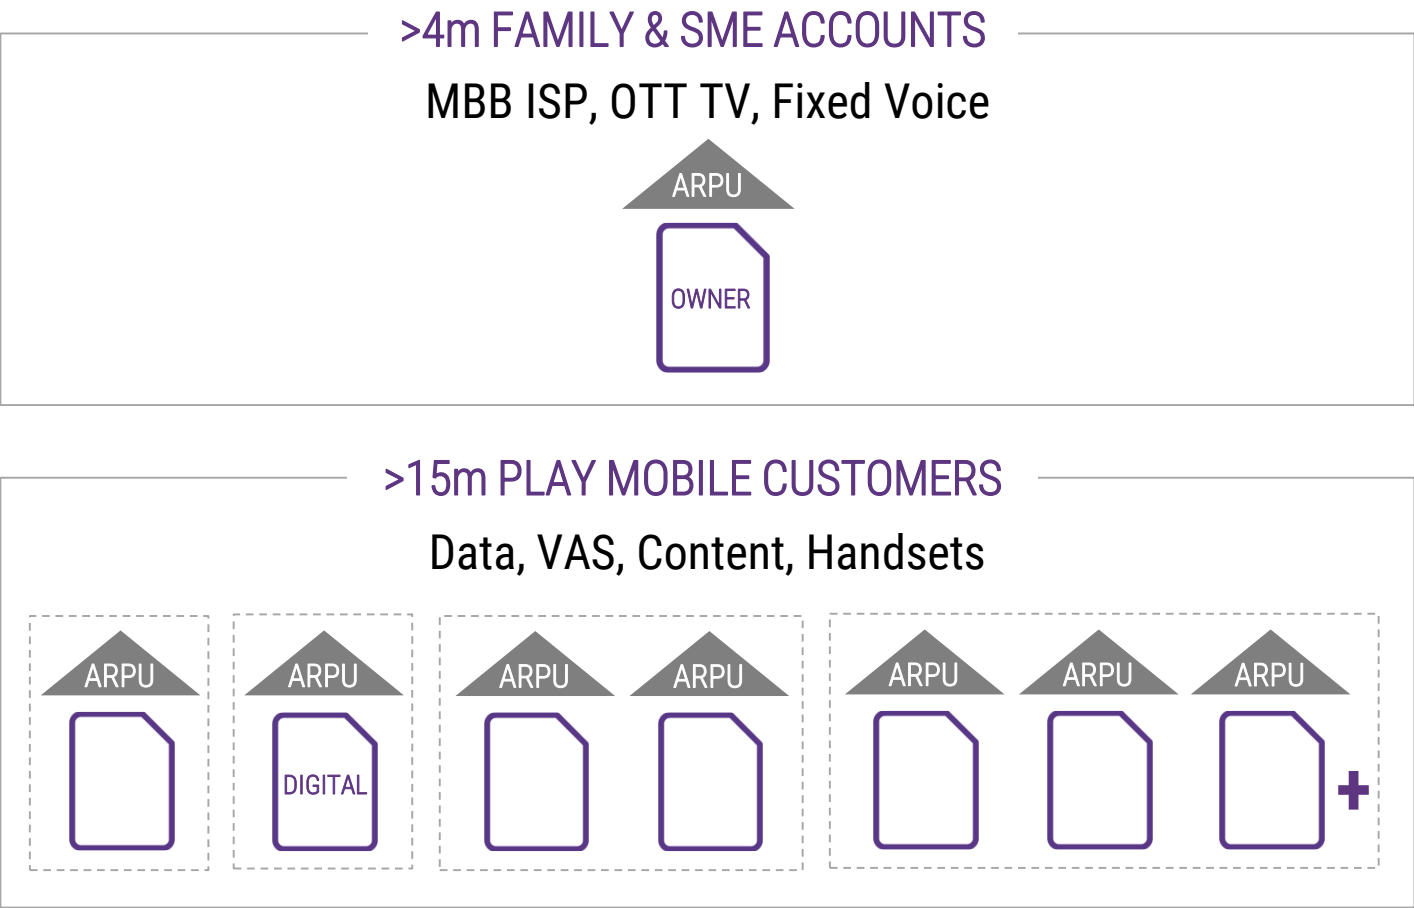 >4m FAMILY & SME ACCOUNTS
MBB ISP, OTT TV, Fixed Voice
ARPU
OWNER
>15m PLAY MOBILE CUSTOMERS
Data, VAS, Content, Handsets
ARPU ARPU ARPU ARPU ARPU ARPU ARPU
DIGITAL
+